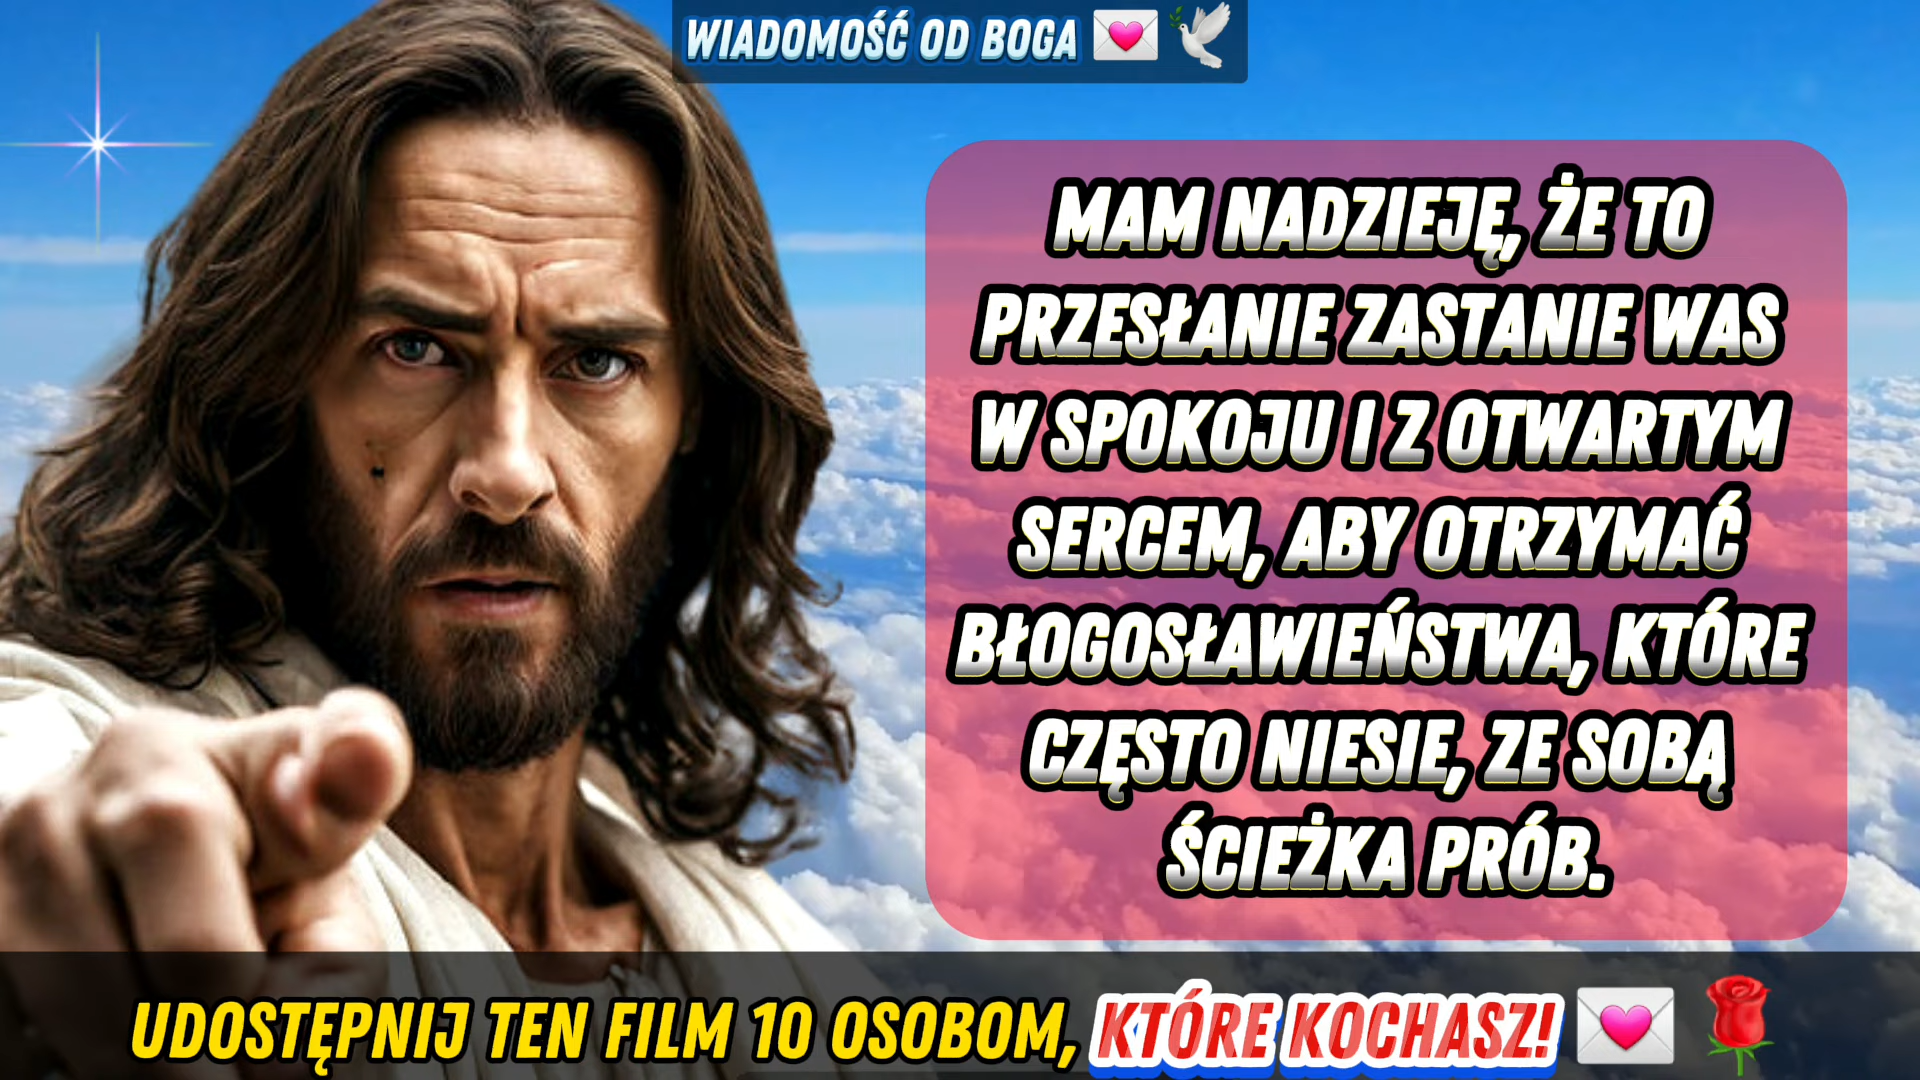 WIADOMOŚĆ OD BOGA 💌 🕊️
MAM NADZIEJĘ, ŻE TO
PRZESŁANIE ZASTANIE WAS
W SPOKOJU I Z OTWARTYM
SERCEM, ABY OTRZYMAĆ
BŁOGOSŁAWIEŃSTWA, KTÓRE
CZĘSTO NIESIE, ZE SOBĄ
ŚCIEŻKA PRÓB.
UDOSTĘPNIJ TEN FILM 10 OSOBOM, KTÓRE KOCHASZ! 💌 🌹